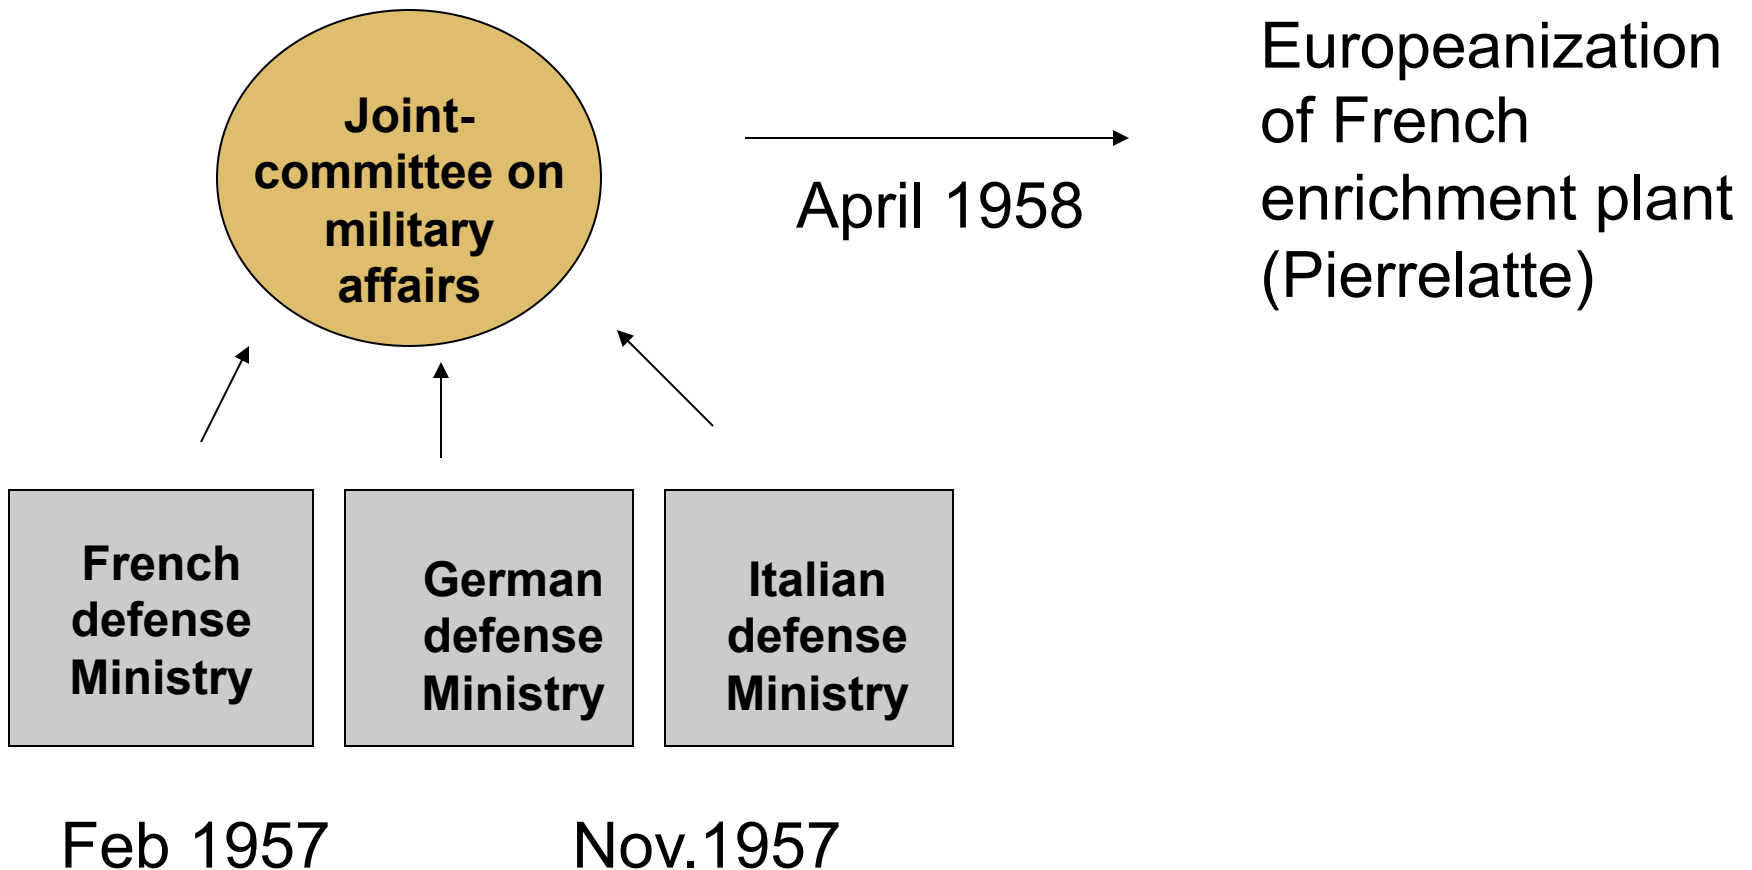 Joint-
committee on
military
affairs
April 1958
Europeanization
of French
enrichment plant
(Pierrelatte)
French
defense
Ministry
German
defense
Ministry
Italian
defense
Ministry
Feb 1957
Nov.1957